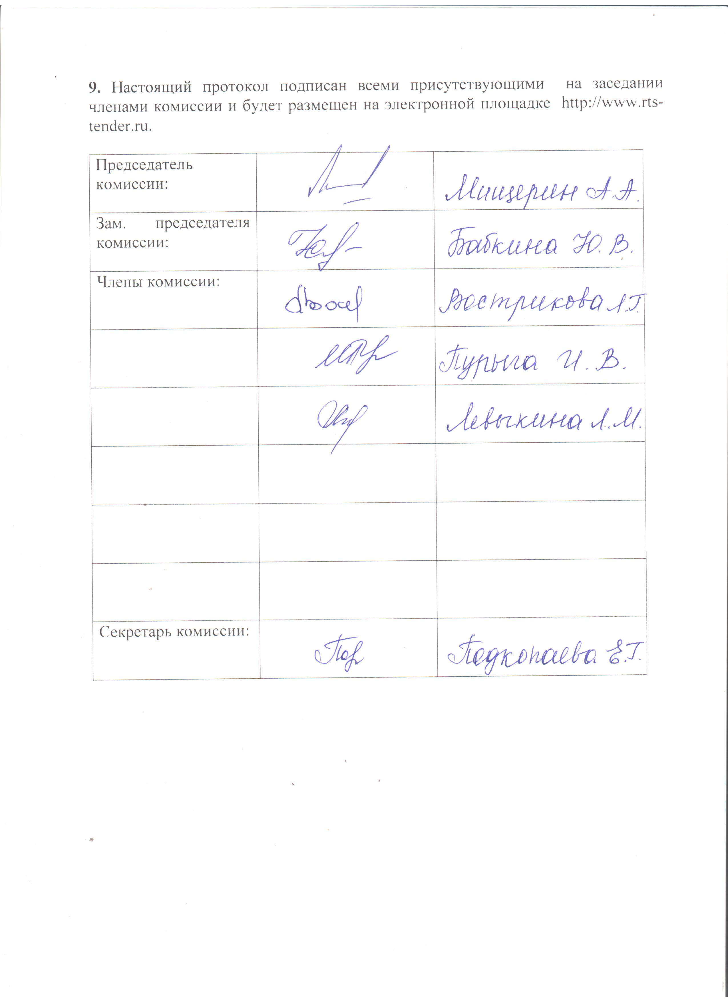 9. Настоящий протокол подписан всеми присутствующими на заседании
членами комиссии и будет размещен на электронной площадке http://www.rts-
tender.ru.
Председатель
комиссии:
Мищерин А.А.
Зам. председателя
комиссии:
Бабкина Ю.В.
Члены комиссии:
Вострикова Л.Г.
Пурыга И.В.
Левыкина Л.М.
Секретарь комиссии:
Подкопаева Е.Г.